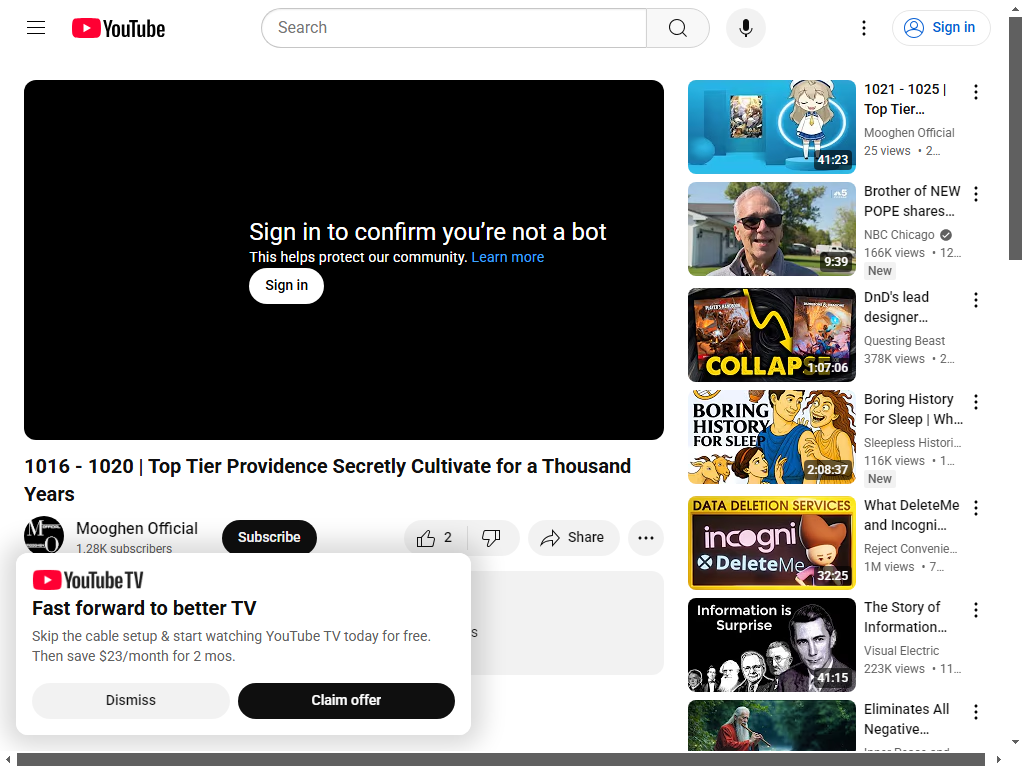 YouTube
Search
Sign in
Sign in to confirm you’re not a bot
This helps protect our community. Learn more
Sign in
1016 - 1020 | Top Tier Providence Secretly Cultivate for a Thousand
Years
Mooghen Official
1.28K subscribers
Subscribe
2
Share
YouTube TV
Fast forward to better TV
Skip the cable setup & start watching YouTube TV today for free.
Then save $23/month for 2 mos.
Dismiss
Claim offer
41:23
1021 - 1025 |
Top Tier…
Mooghen Official
25 views • 2…
9:39
Brother of NEW
POPE shares…
NBC Chicago
166K views • 12…
New
COLLAPSE
1:07:06
DnD's lead
designer…
Questing Beast
378K views • 2…
BORING
HISTORY
FOR SLEEP
2:08:37
Boring History
For Sleep | Wh…
Sleepless Histori…
116K views • 1…
New
DATA DELETION SERVICES
incogni
DeleteMe
32:25
What DeleteMe
and Incogni…
Reject Convenie…
1M views • 7…
Information is
Surprise
41:15
The Story of
Information…
Visual Electric
223K views • 11…
Eliminates All
Negative…